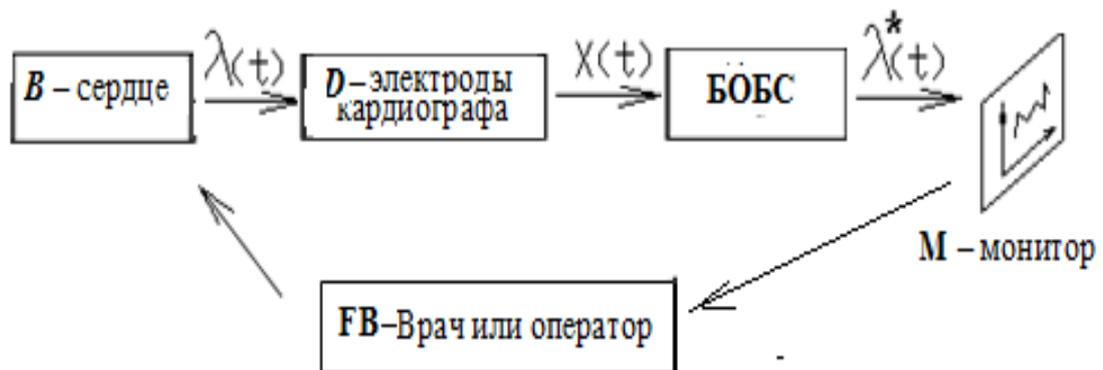 B – сердце
λ(t)
D – электроды
кардиографа
X(t)
БОБС
λ*(t)
M – монитор
FB–Врач или оператор